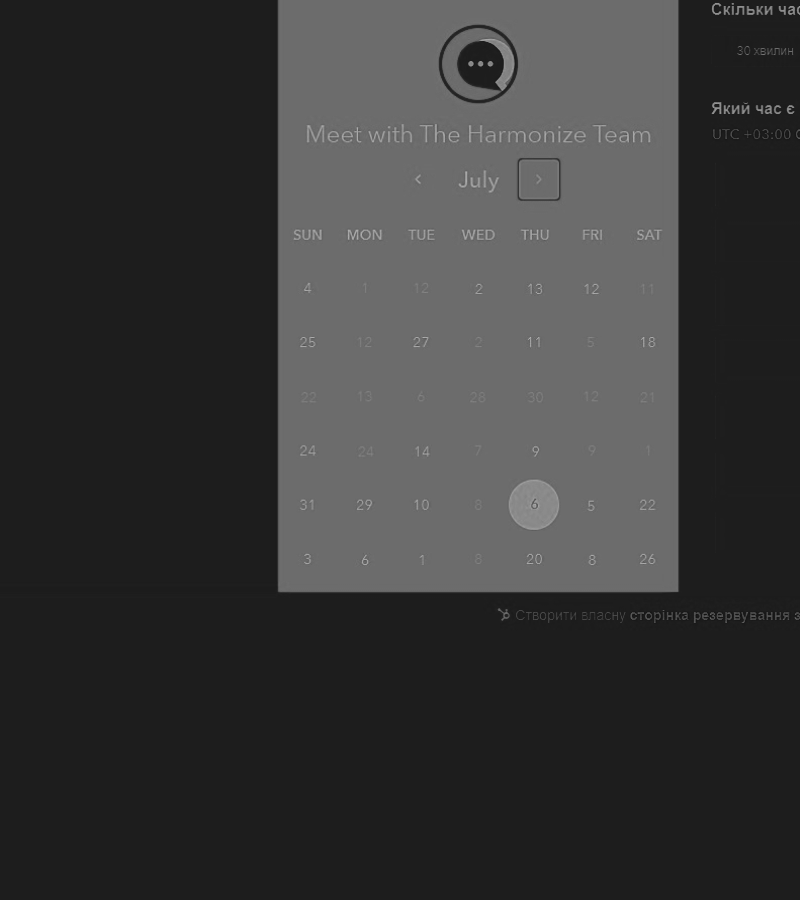 Скільки час
30 хвилин
Який час є
UTC +03:00
Meet with The Harmonize Team
July
SUN MON TUE WED THU FRI SAT
4 1 12 2 13 12 11
25 12 27 2 11 5 18
22 13 6 28 30 12 21
24 24 14 7 9 9 1
31 29 10 8 6 5 22
3 6 1 8 20 8 26
Створити власну сторінка резервування з